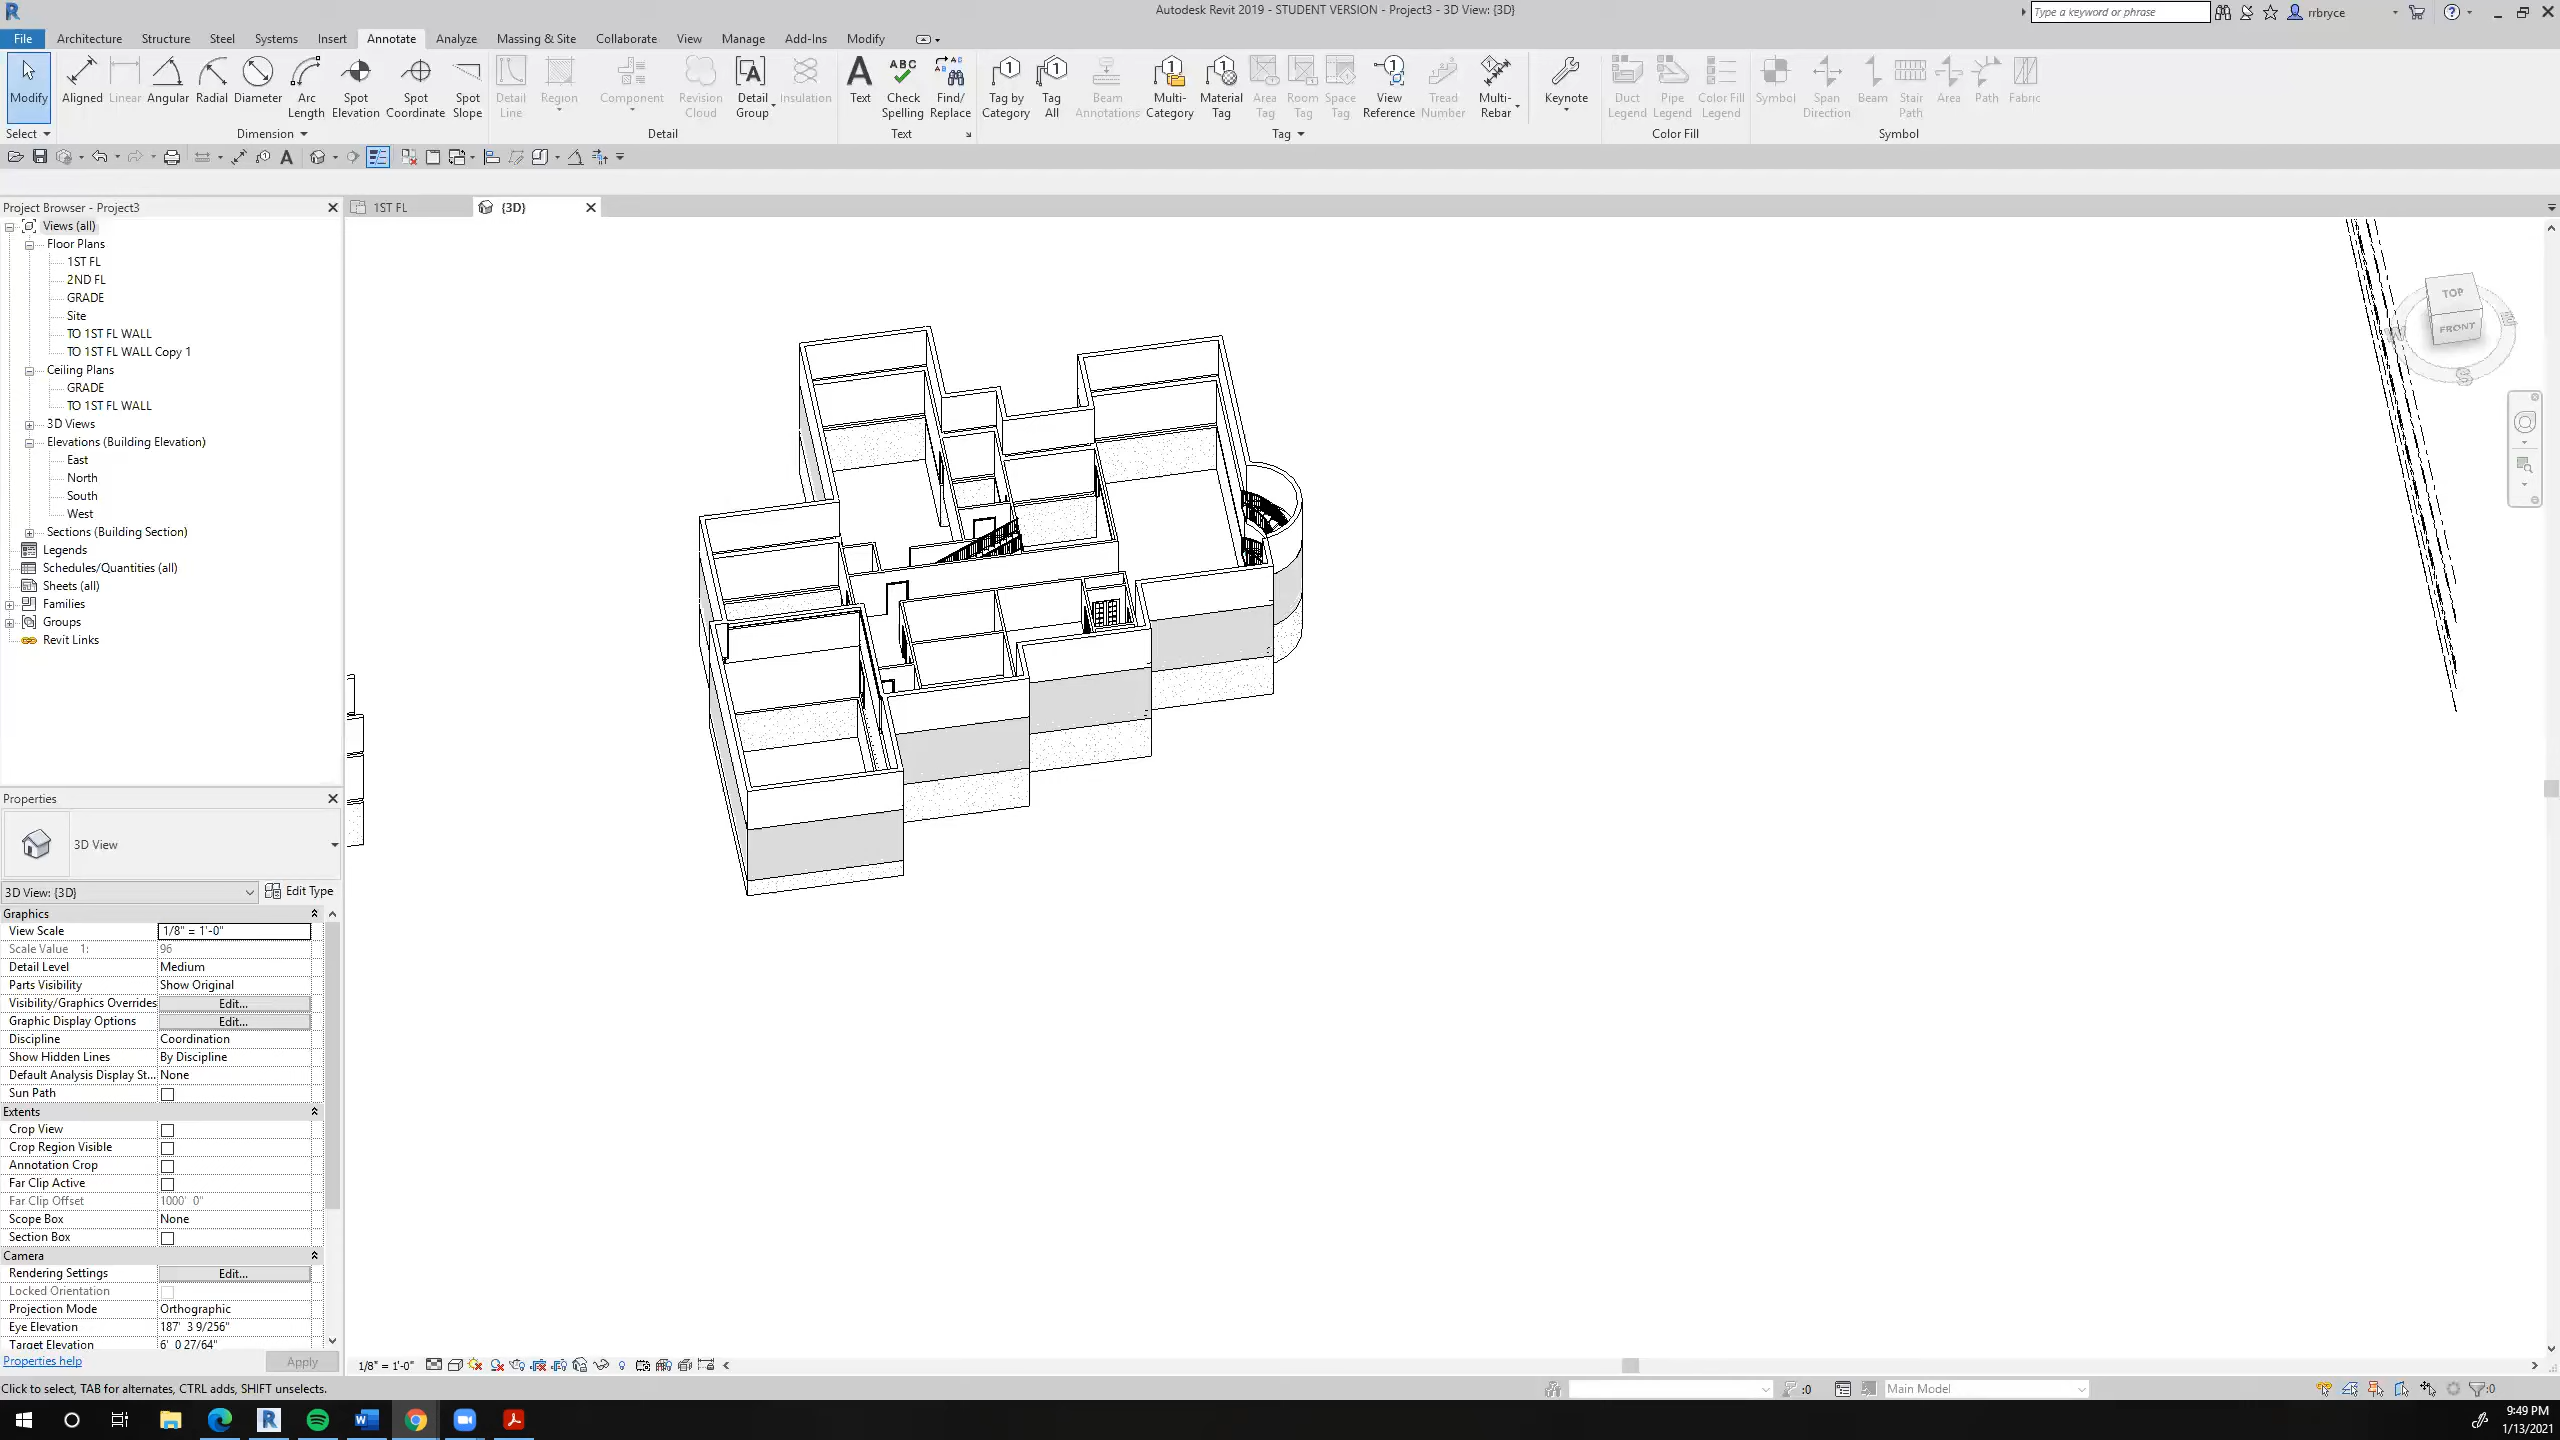 Autodesk Revit 2019 - STUDENT VERSION - Project3 - 3D View: {3D}
Type a keyword or phrase
rrbryce
File Architecture Structure Steel Systems Insert Annotate Analyze Massing & Site Collaborate View Manage Add-Ins Modify
Modify Aligned Linear Angular Radial Diameter Arc Length Spot Elevation Spot Coordinate Spot Slope Detail Line Region Component Revision Cloud Detail Group Insulation Text Check Spelling Find/ Replace Tag by Category Tag All Beam Annotations Multi- Category Material Tag Area Tag Room Tag Space Tag View Reference Tread Number Multi- Rebar Keynote Duct Legend Pipe Legend Color Fill Legend Symbol Span Direction Beam Stair Path Area Path Fabric
Select Dimension Detail Text Tag Color Fill Symbol
Project Browser - Project3
1ST FL
{3D}
Views (all)
Floor Plans
1ST FL
2ND FL
GRADE
Site
TO 1ST FL WALL
TO 1ST FL WALL Copy 1
Ceiling Plans
GRADE
TO 1ST FL WALL
3D Views
Elevations (Building Elevation)
East
North
South
West
Sections (Building Section)
Legends
Schedules/Quantities (all)
Sheets (all)
Families
Groups
Revit Links
TOP
FRONT
S
Properties
3D View
3D View: {3D}
Edit Type
Graphics
View Scale 1/8" = 1'-0"
Scale Value 1: 96
Detail Level Medium
Parts Visibility Show Original
Visibility/Graphics Overrides Edit...
Graphic Display Options Edit...
Discipline Coordination
Show Hidden Lines By Discipline
Default Analysis Display St... None
Sun Path
Extents
Crop View
Crop Region Visible
Annotation Crop
Far Clip Active
Far Clip Offset 1000' 0"
Scope Box None
Section Box
Camera
Rendering Settings Edit...
Locked Orientation
Projection Mode Orthographic
Eye Elevation 187' 3 9/256"
Target Elevation 6' 0 27/64"
Properties help
Apply
1/8" = 1'-0"
Click to select, TAB for alternates, CTRL adds, SHIFT unselects.
:0
Main Model
:0
9:49 PM
1/13/2021